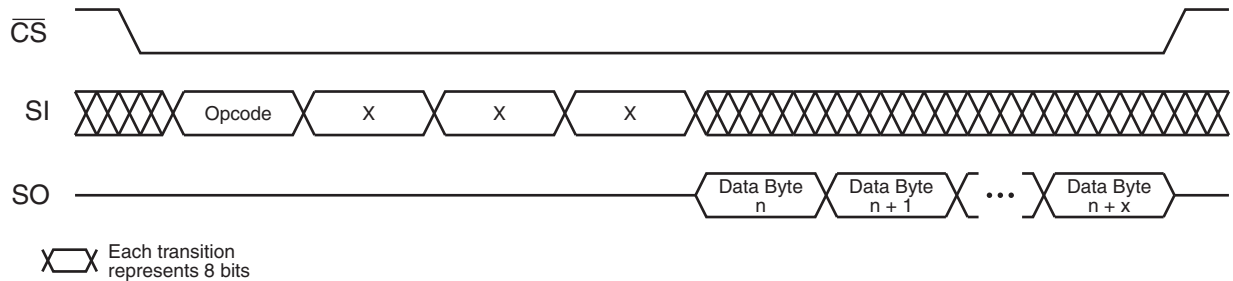 CS
SI
Opcode X X X
SO
Data Byte n
Data Byte n + 1
•••
Data Byte n + x
Each transition
represents 8 bits